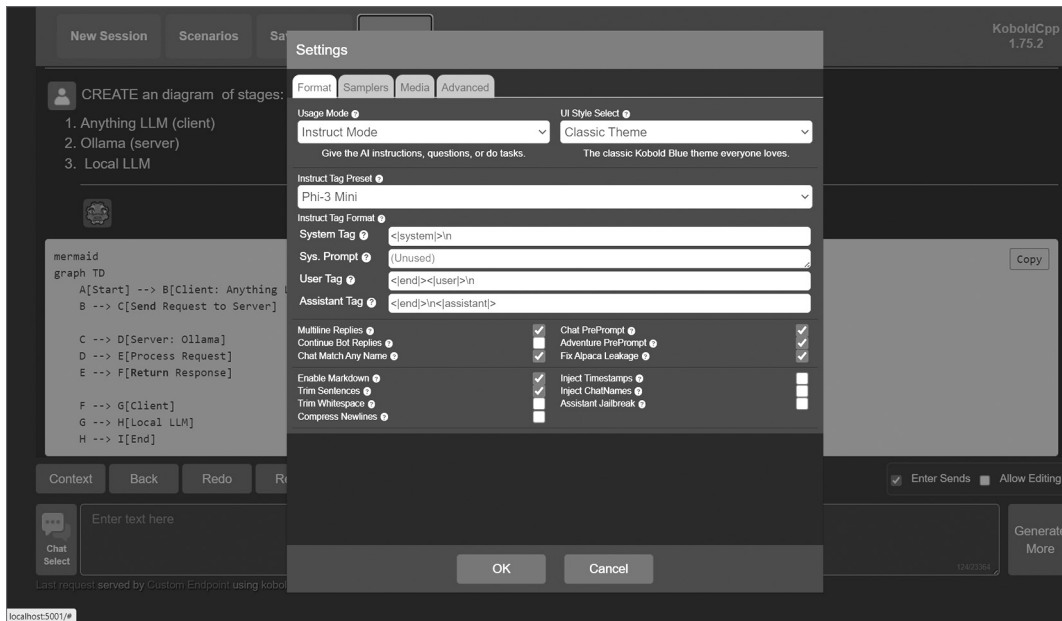 New Session
Scenarios
KoboldCpp
1.75.2
CREATE an diagram of stages:
1. Anything LLM (client)
2. Ollama (server)
3. Local LLM
mermaid
graph TD
A[Start] --> B[Client: Anything
B --> C[Send Request to Server]
C --> D[Server: Ollama]
D --> E[Process Request]
E --> F[Return Response]
F --> G[Client]
G --> H[Local LLM]
H --> I[End]
Copy
Settings
Format Samplers Media Advanced
Usage Mode ? UI Style Select ?
Instruct Mode Classic Theme
Give the AI instructions, questions, or do tasks. The classic Kobold Blue theme everyone loves.
Instruct Tag Preset ?
Phi-3 Mini
Instruct Tag Format ?
System Tag ? <|system|>\n
Sys. Prompt ? (Unused)
User Tag ? <|end|><|user|>\n
Assistant Tag ? <|end|>\n<|assistant|>
Multiline Replies ? Chat PrePrompt ?
Continue Bot Replies ? Adventure PrePrompt ?
Chat Match Any Name ? Fix Alpaca Leakage ?
Enable Markdown ? Inject Timestamps ?
Trim Sentences ? Inject ChatNames ?
Trim Whitespace ? Assistant Jailbreak ?
Compress Newlines ?
OK Cancel
Context Back Redo
Enter Sends Allow Editing
Enter text here
Chat
Select
Generate
More
124/23364
Last request served by Custom Endpoint using kobol
localhost:5001/#